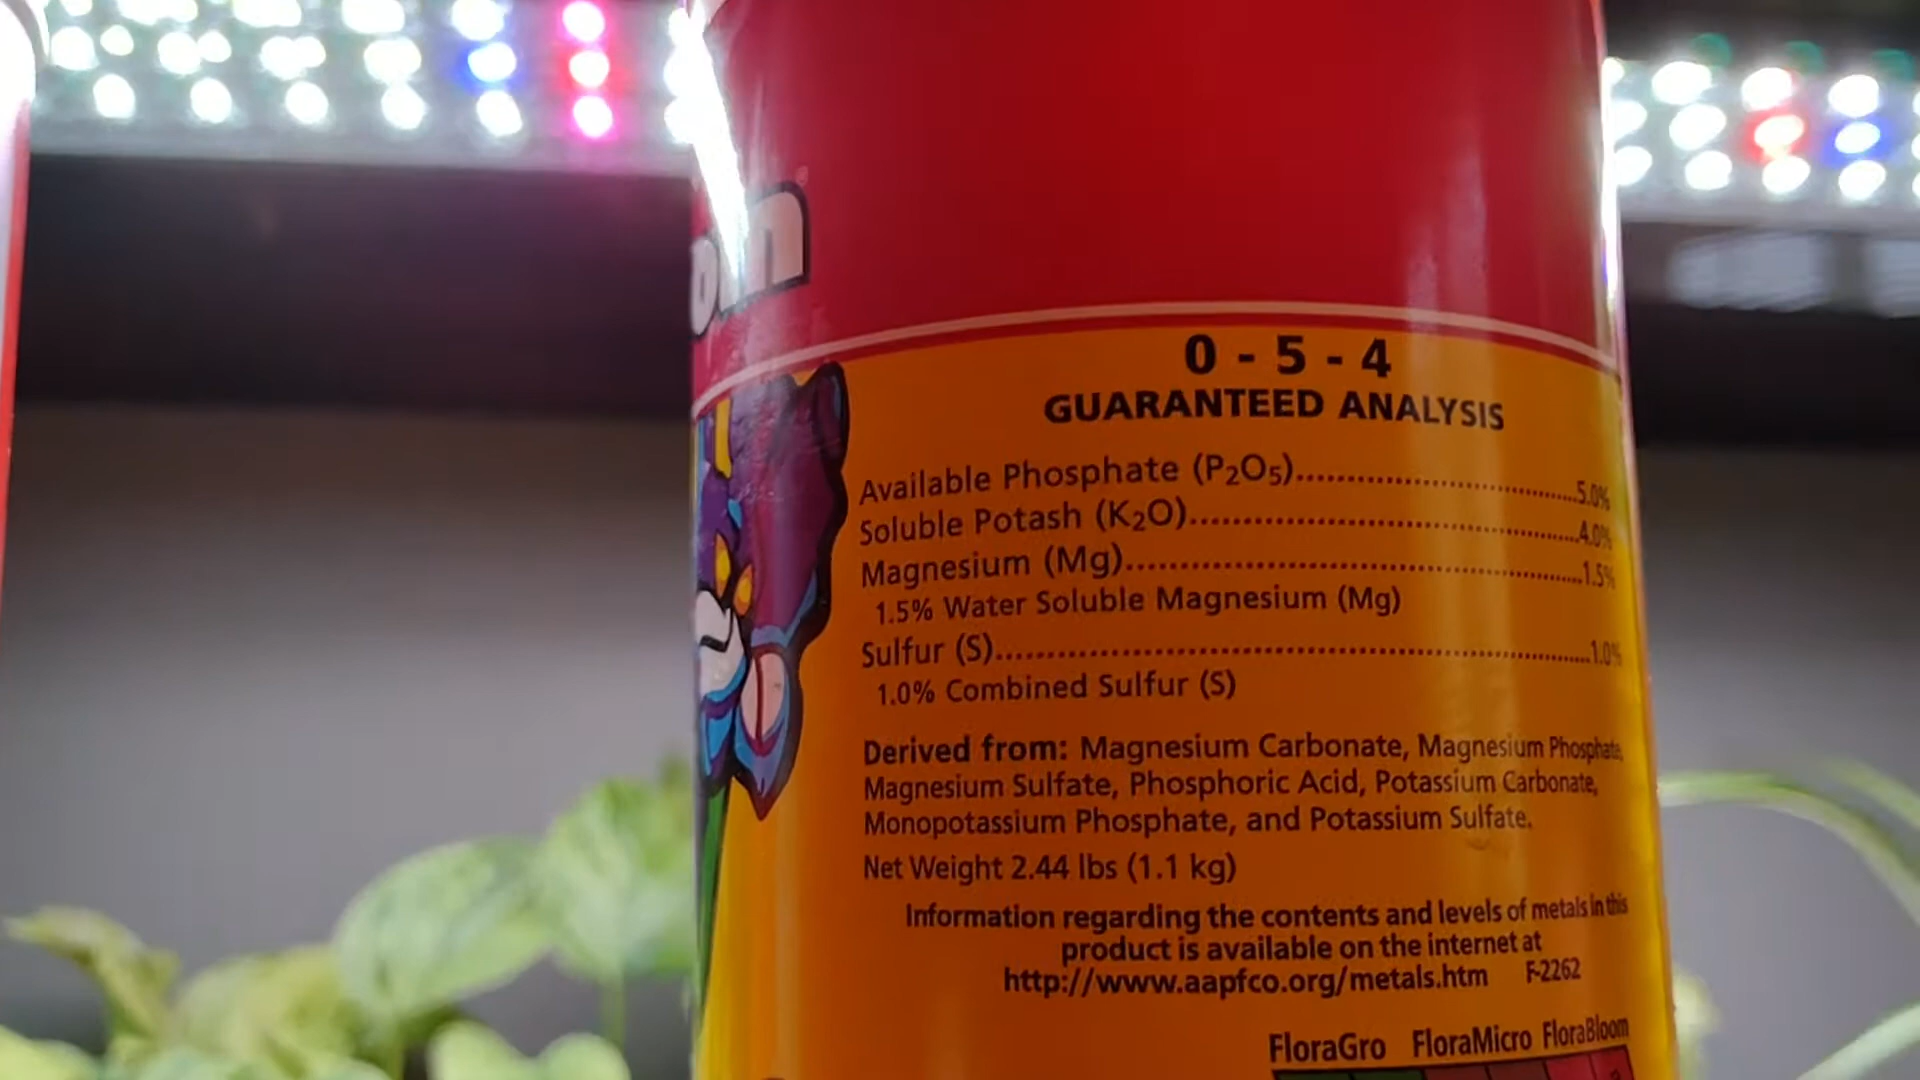 0 - 5 - 4
GUARANTEED ANALYSIS
Available Phosphate (P₂O₅)..........5.0%
Soluble Potash (K₂O)..........4.0%
Magnesium (Mg)..........1.5%
1.5% Water Soluble Magnesium (Mg)
Sulfur (S)..........1.0%
1.0% Combined Sulfur (S)
Derived from: Magnesium Carbonate, Magnesium Phosphate,
Magnesium Sulfate, Phosphoric Acid, Potassium Carbonate,
Monopotassium Phosphate, and Potassium Sulfate.
Net Weight 2.44 lbs (1.1 kg)
Information regarding the contents and levels of metals in this
product is available on the internet at
http://www.aapfco.org/metals.htm F-2262
FloraGro FloraMicro FloraBloom